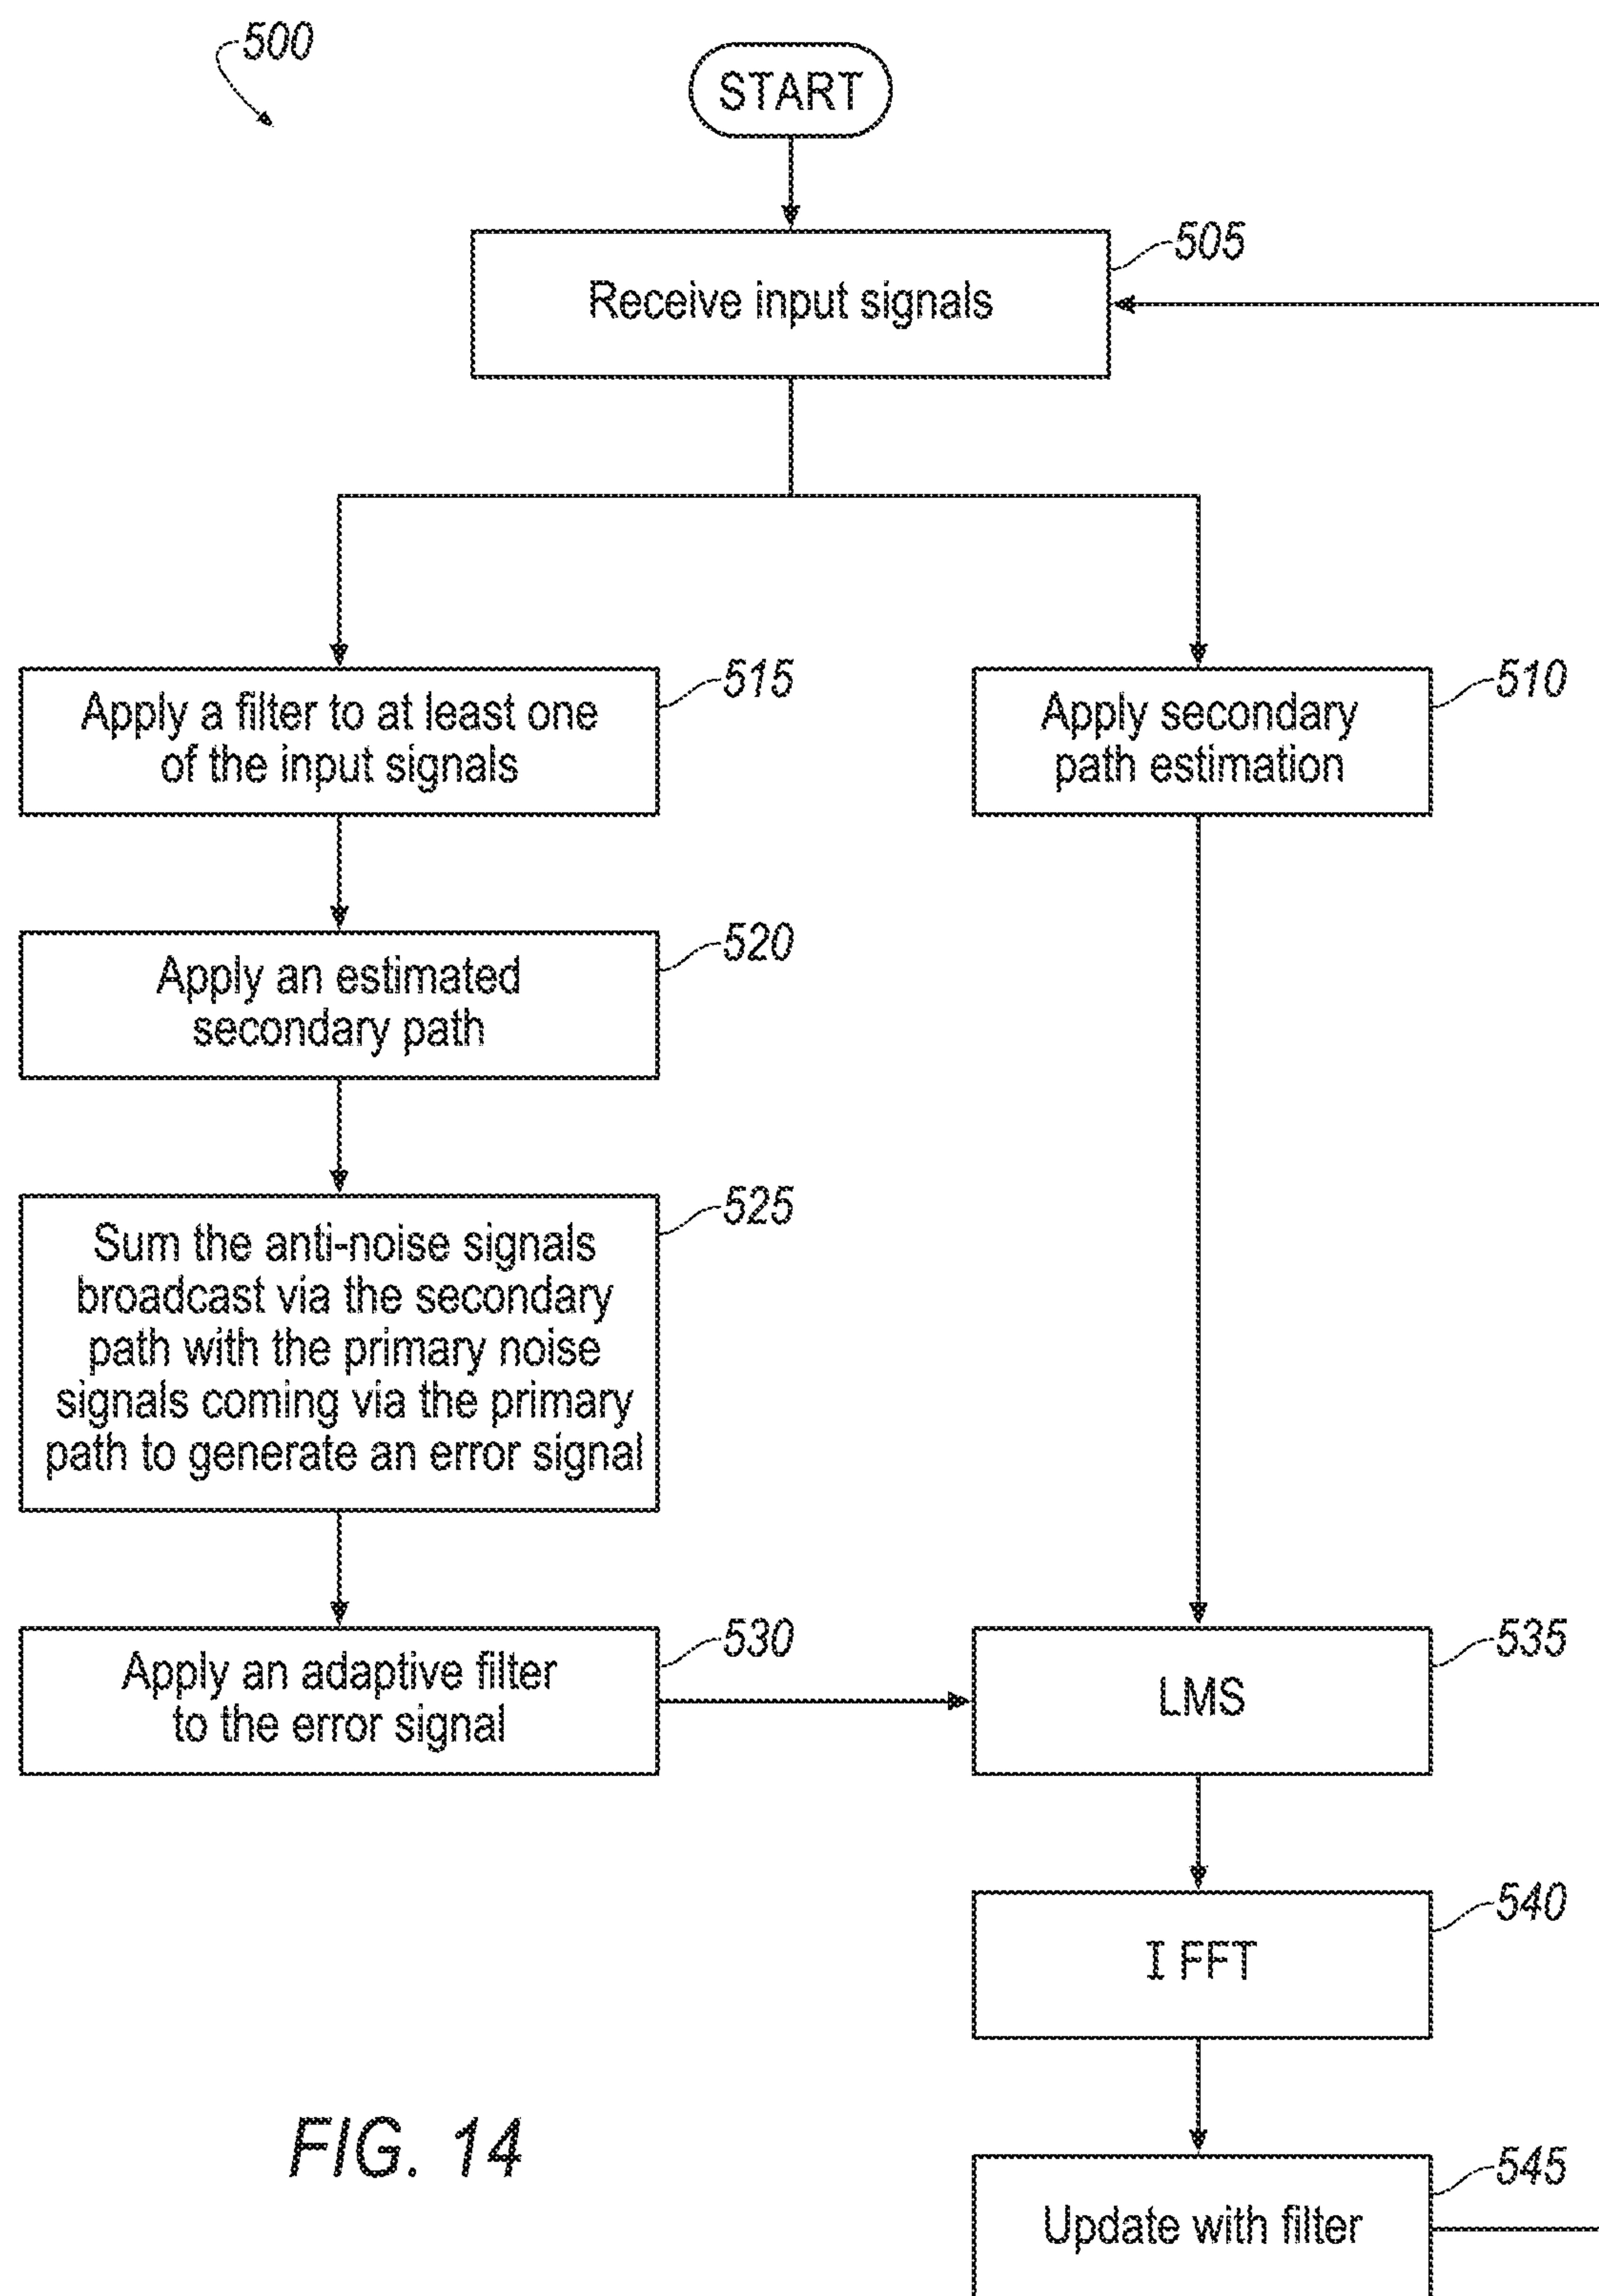 500
START
505
Receive input signals
515
Apply a filter to at least one
of the input signals
510
Apply secondary
path estimation
520
Apply an estimated
secondary path
525
Sum the anti-noise signals
broadcast via the secondary
path with the primary noise
signals coming via the primary
path to generate an error signal
530
Apply an adaptive filter
to the error signal
535
LMS
540
I FFT
545
Update with filter
FIG. 14